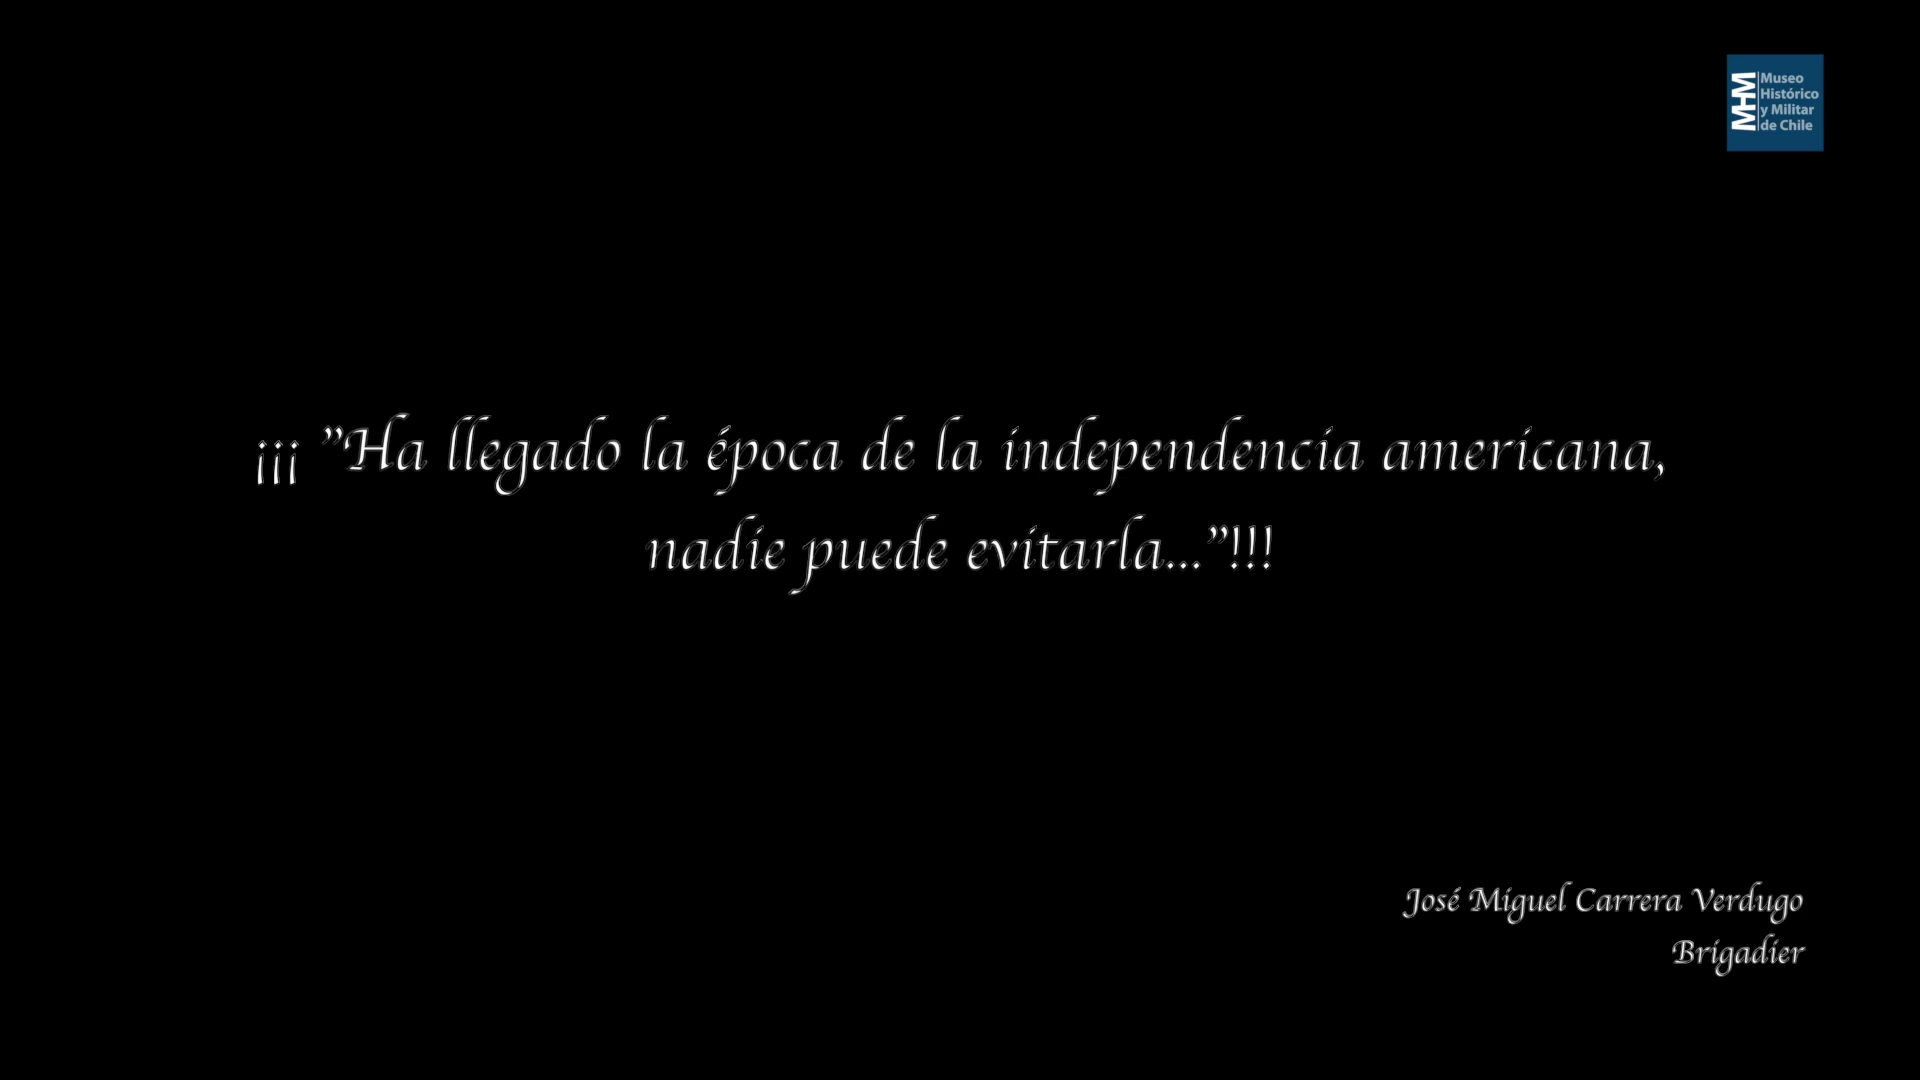 MHM
Museo
Histórico
y Militar
de Chile
¡¡¡ "Ha llegado la época de la independencia americana,
nadie puede evitarla..."!!!
José Miguel Carrera Verdugo
Brigadier